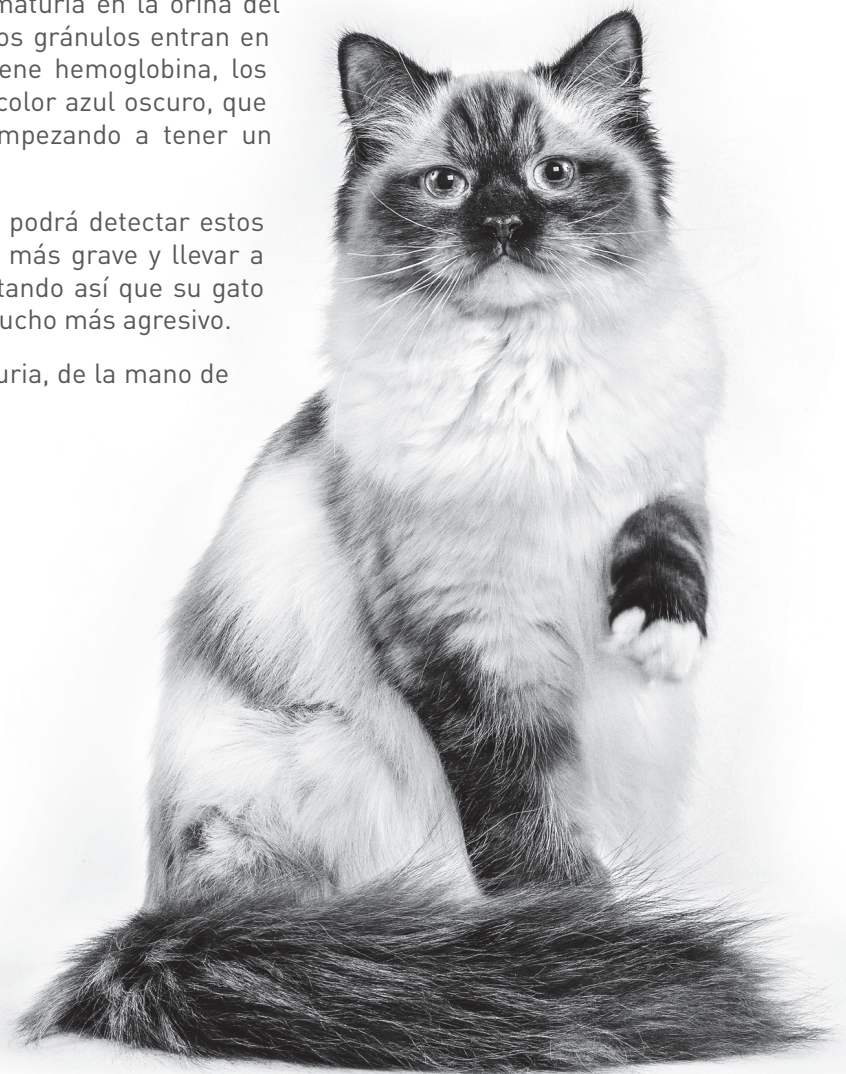 maturia en la orina del
os gránulos entran en
ene hemoglobina, los
color azul oscuro, que
mpezando a tener un
podrá detectar estos
más grave y llevar a
tando así que su gato
ucho más agresivo.
uria, de la mano de